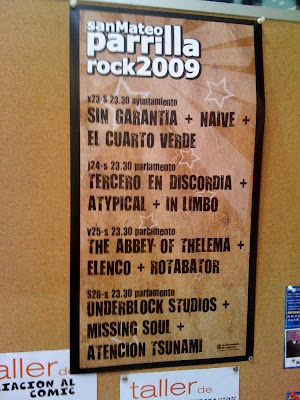 sanMateo
parrilla
rock2009
x23-S 23.30 ayuntamiento
SIN GARANTIA + NAIVE +
EL CUARTO VERDE
j24-s 23.30 parlamento
TERCERO EN DISCORDIA +
ATYPICAL + IN LIMBO
v25-s 23.30 parlamento
THE ABBEY OF THELEMA +
ELENCO + ROTABATOR
S26-s 23.30 parlamento
UNDERBLOCK STUDIOS +
MISSING SOUL +
ATENCION TSUNAMI
taller de
CIACION AL
COMIC
taller de